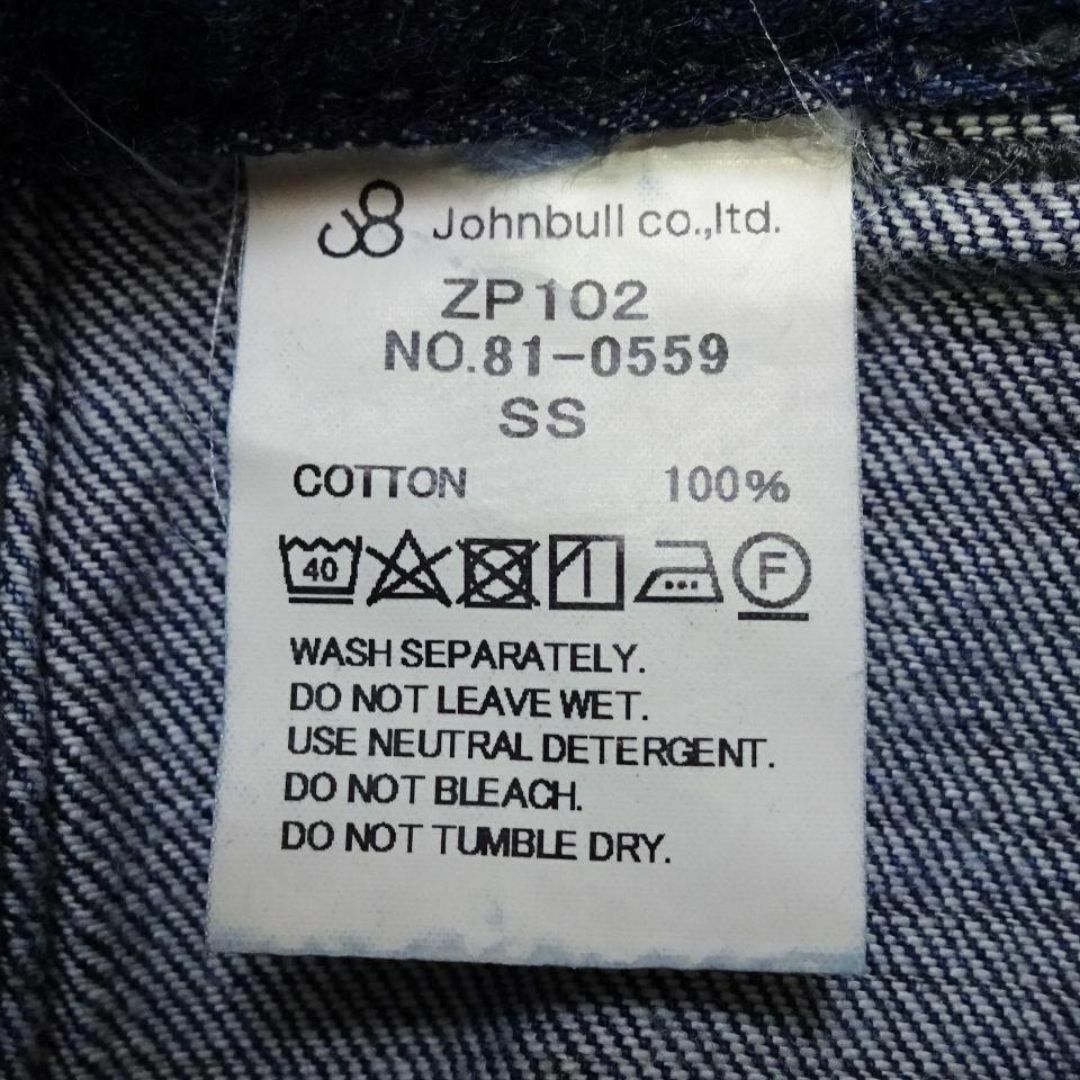 Johnbull co.,ltd.
ZP102
NO.81-0559
SS
COTTON 100%
40 F
WASH SEPARATELY.
DO NOT LEAVE WET.
USE NEUTRAL DETERGENT.
DO NOT BLEACH.
DO NOT TUMBLE DRY.